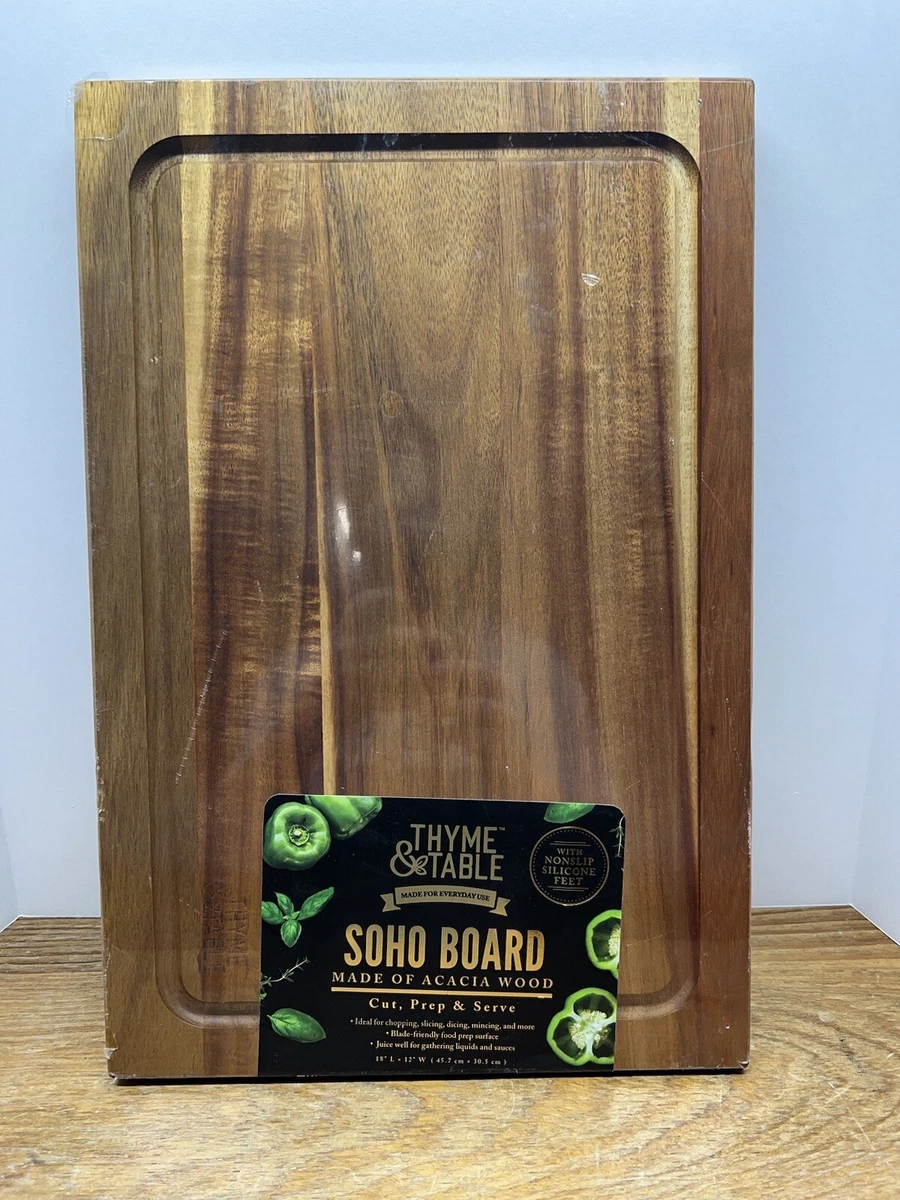 THYME™
& TABLE
MADE FOR EVERYDAY USE
WITH
NONSLIP
SILICONE
FEET
SOHO BOARD
MADE OF ACACIA WOOD
Cut, Prep & Serve
• Ideal for chopping, slicing, dicing, mincing, and more
• Blade-friendly food prep surface
• Juice well for gathering liquids and sauces
18" L × 12" W ( 45.7 cm × 30.5 cm )